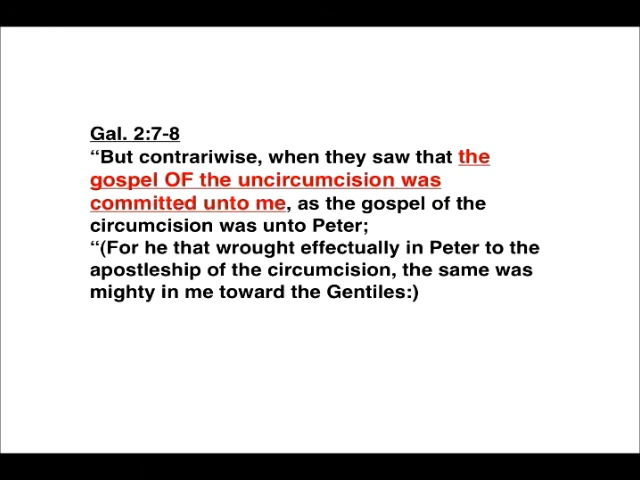 Gal. 2:7-8
“But contrariwise, when they saw that the
gospel OF the uncircumcision was
committed unto me, as the gospel of the
circumcision was unto Peter;
“(For he that wrought effectually in Peter to the
apostleship of the circumcision, the same was
mighty in me toward the Gentiles:)